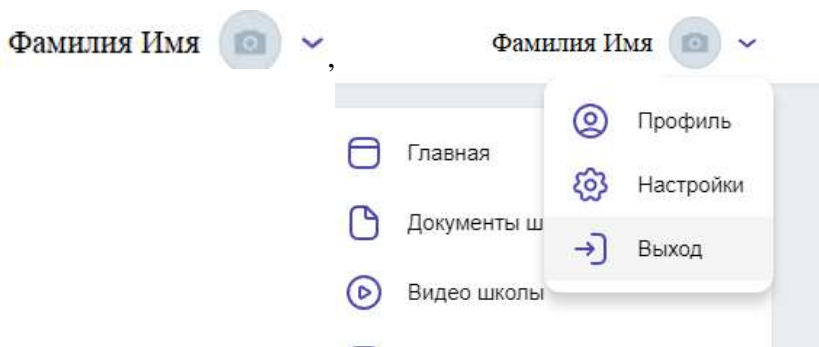 Фамилия Имя
,
Фамилия Имя
Профиль
Главная
Настройки
Документы ш
Выход
Видео школы